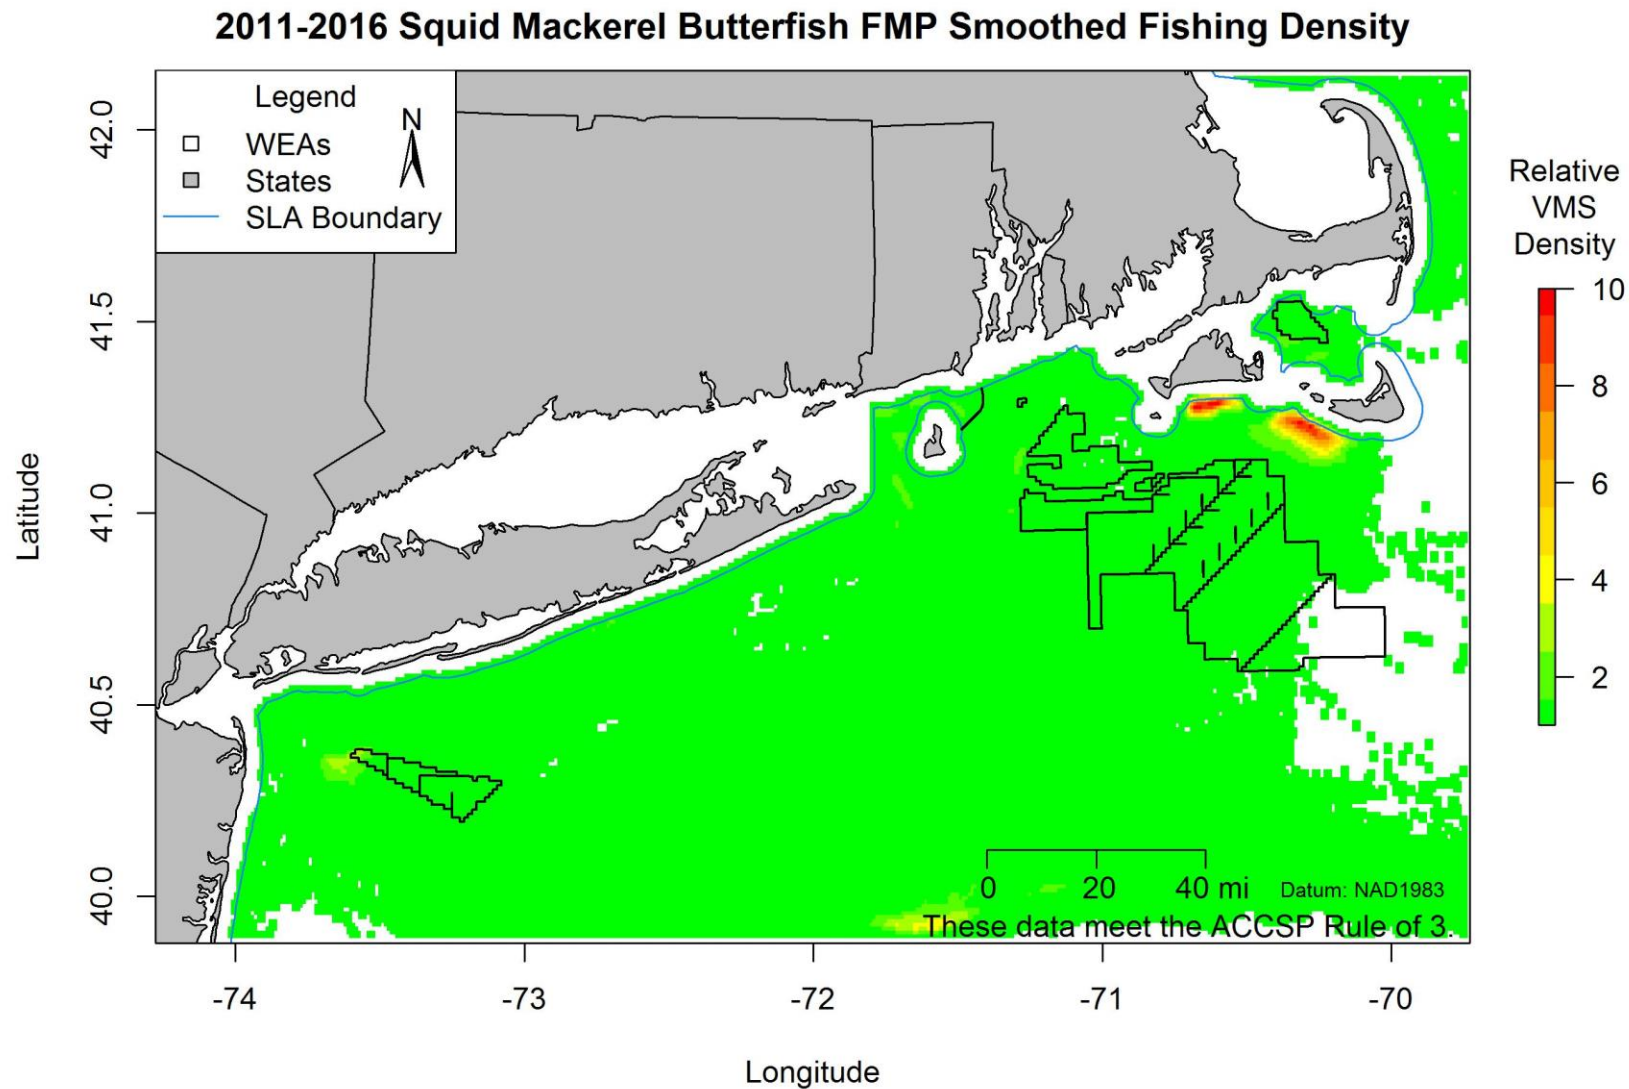 2011-2016 Squid Mackerel Butterfish FMP Smoothed Fishing Density
Legend
N
WEAs
States
SLA Boundary
Relative
VMS
Density
10
8
6
4
2
Latitude
42.0
41.5
41.0
40.5
40.0
0 20 40 mi
Datum: NAD1983
These data meet the ACCSP Rule of 3.
-74 -73 -72 -71 -70
Longitude